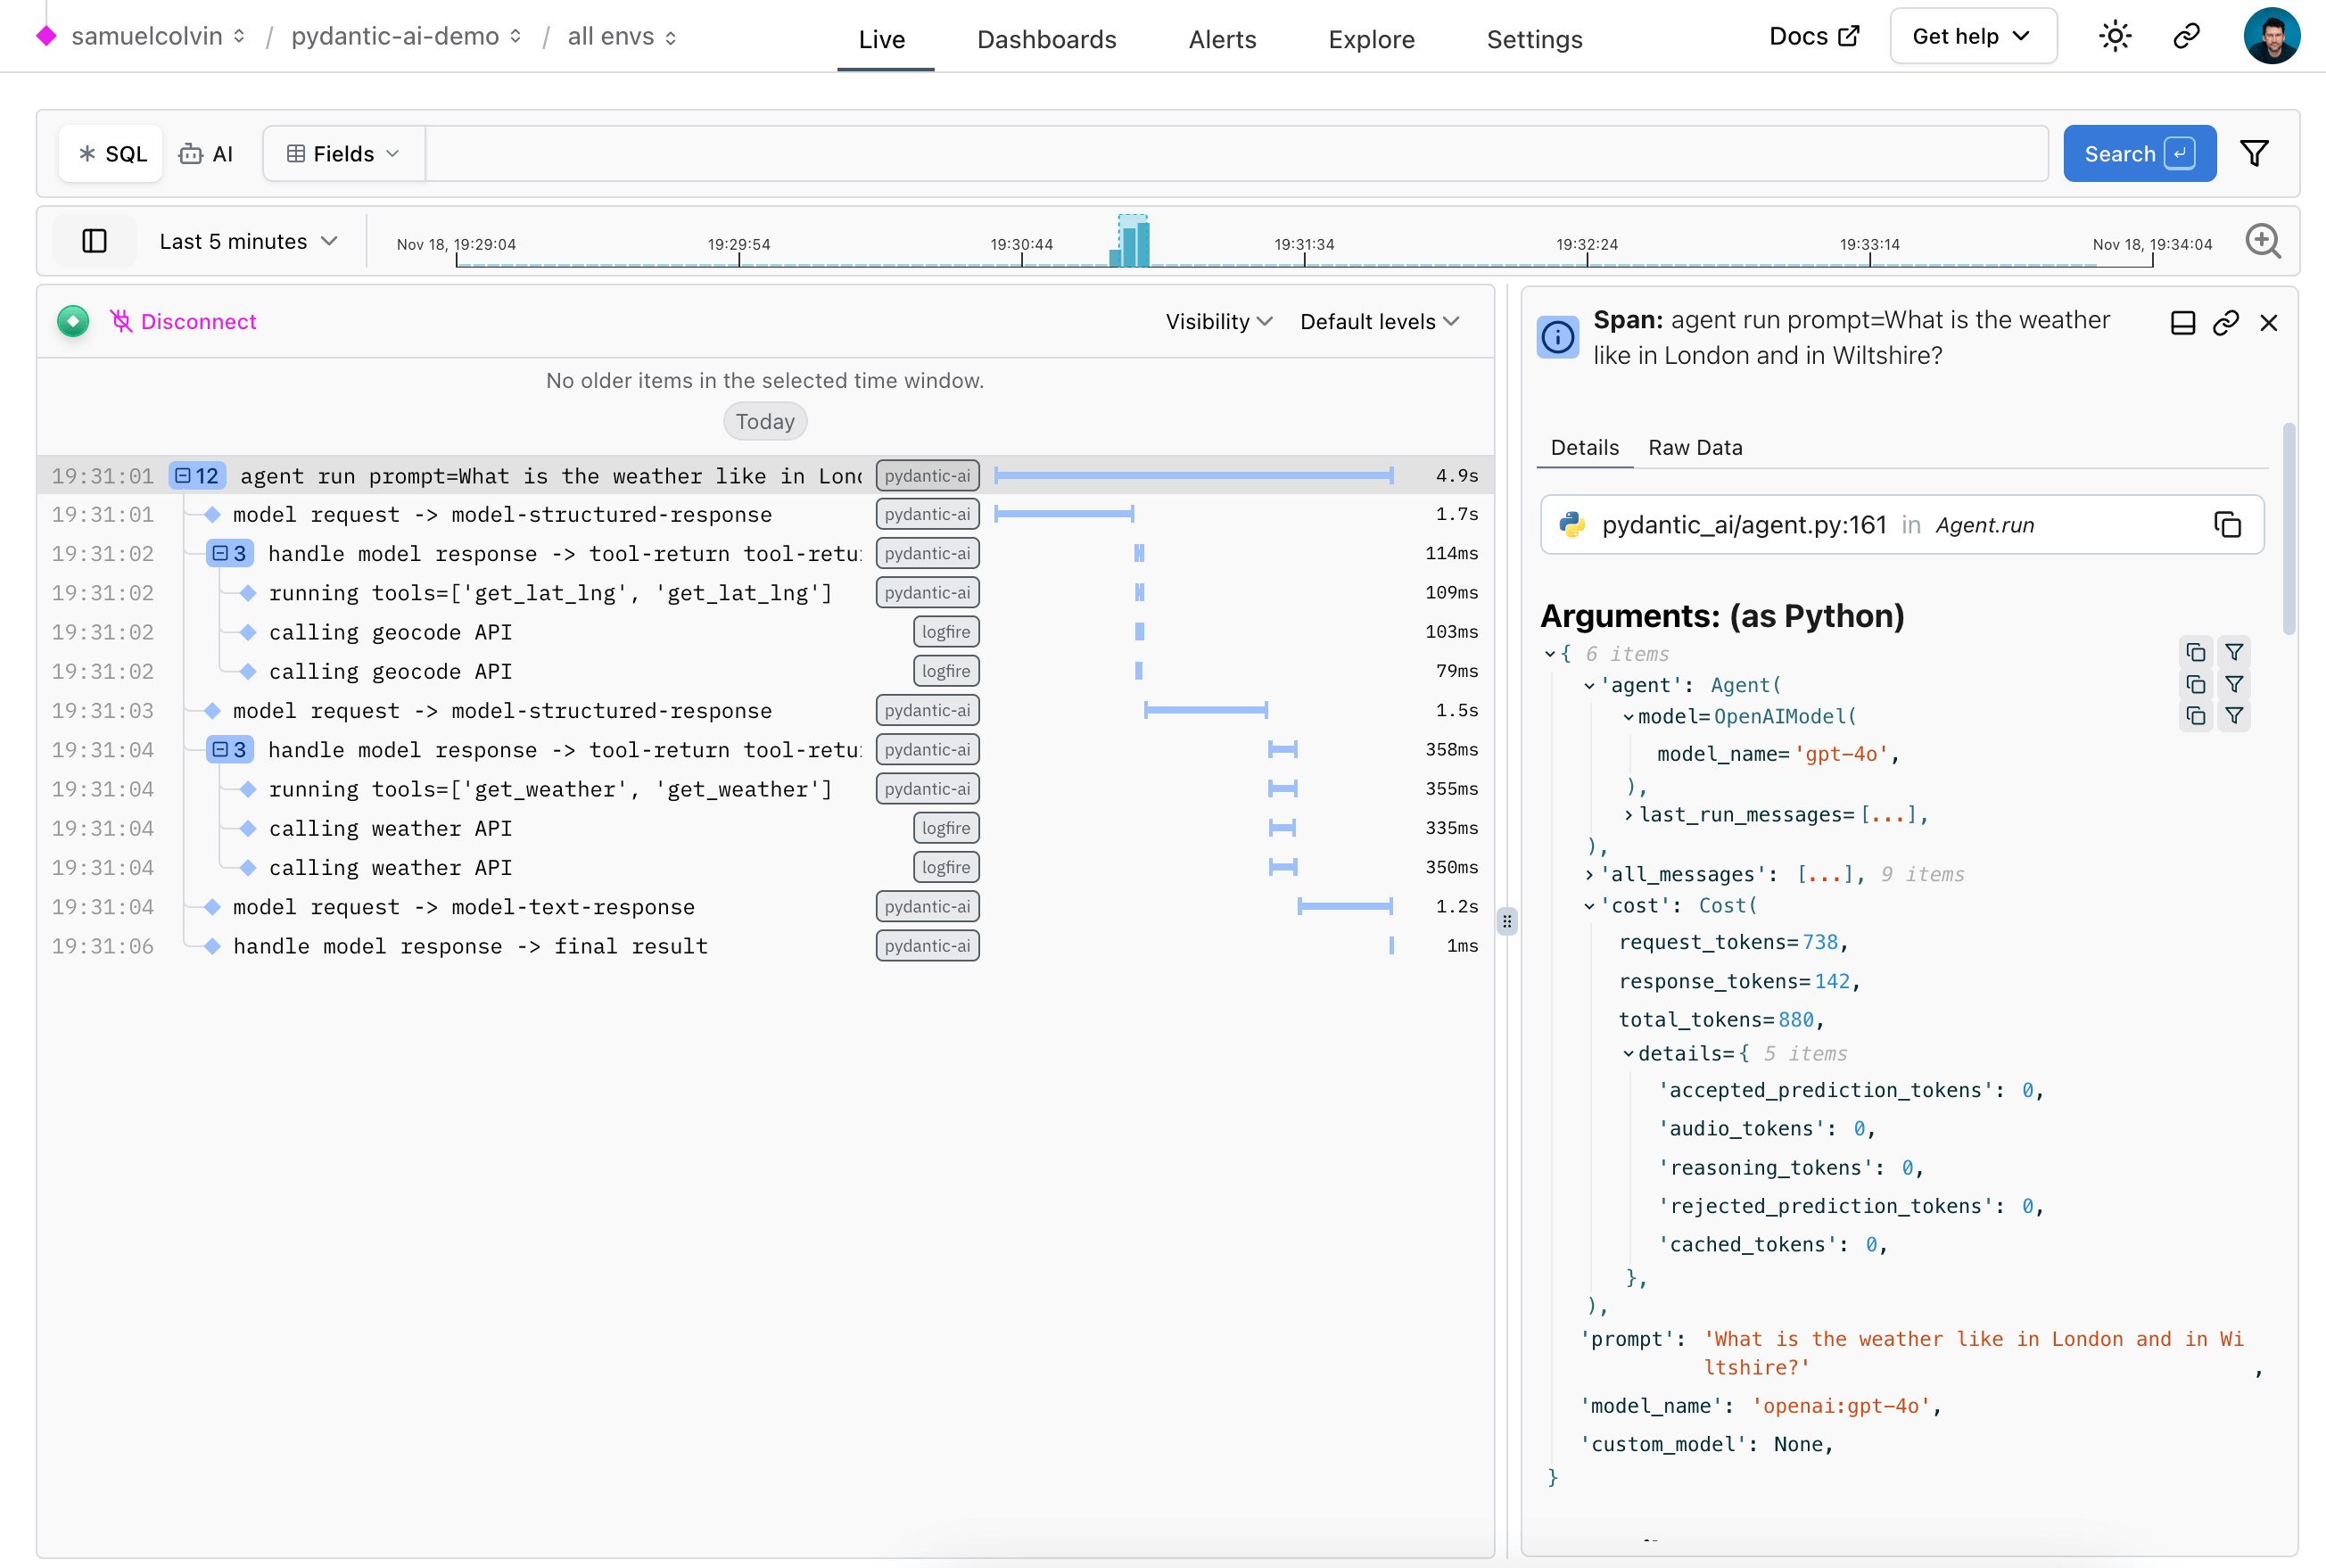 samuelcolvin / pydantic-ai-demo / all envs
Live Dashboards Alerts Explore Settings
Docs Get help
SQL AI Fields Search
Last 5 minutes Nov 18, 19:29:04 19:29:54 19:30:44 19:31:34 19:32:24 19:33:14 Nov 18, 19:34:04
Disconnect Visibility Default levels
No older items in the selected time window.
Today
19:31:01 12 agent run prompt=What is the weather like in Lon pydantic-ai 4.9s
19:31:01 model request -> model-structured-response pydantic-ai 1.7s
19:31:02 3 handle model response -> tool-return tool-retu pydantic-ai 114ms
19:31:02 running tools=['get_lat_lng', 'get_lat_lng'] pydantic-ai 109ms
19:31:02 calling geocode API logfire 103ms
19:31:02 calling geocode API logfire 79ms
19:31:03 model request -> model-structured-response pydantic-ai 1.5s
19:31:04 3 handle model response -> tool-return tool-retu pydantic-ai 358ms
19:31:04 running tools=['get_weather', 'get_weather'] pydantic-ai 355ms
19:31:04 calling weather API logfire 335ms
19:31:04 calling weather API logfire 350ms
19:31:04 model request -> model-text-response pydantic-ai 1.2s
19:31:06 handle model response -> final result pydantic-ai 1ms
Span: agent run prompt=What is the weather
like in London and in Wiltshire?
Details Raw Data
pydantic_ai/agent.py:161 in Agent.run
Arguments: (as Python)
{ 6 items
'agent': Agent(
model=OpenAIModel(
model_name='gpt-4o',
),
last_run_messages=[...],
),
'all_messages': [...], 9 items
'cost': Cost(
request_tokens=738,
response_tokens=142,
total_tokens=880,
details={ 5 items
'accepted_prediction_tokens': 0,
'audio_tokens': 0,
'reasoning_tokens': 0,
'rejected_prediction_tokens': 0,
'cached_tokens': 0,
},
),
'prompt': 'What is the weather like in London and in Wi
ltshire?',
'model_name': 'openai:gpt-4o',
'custom_model': None,
}